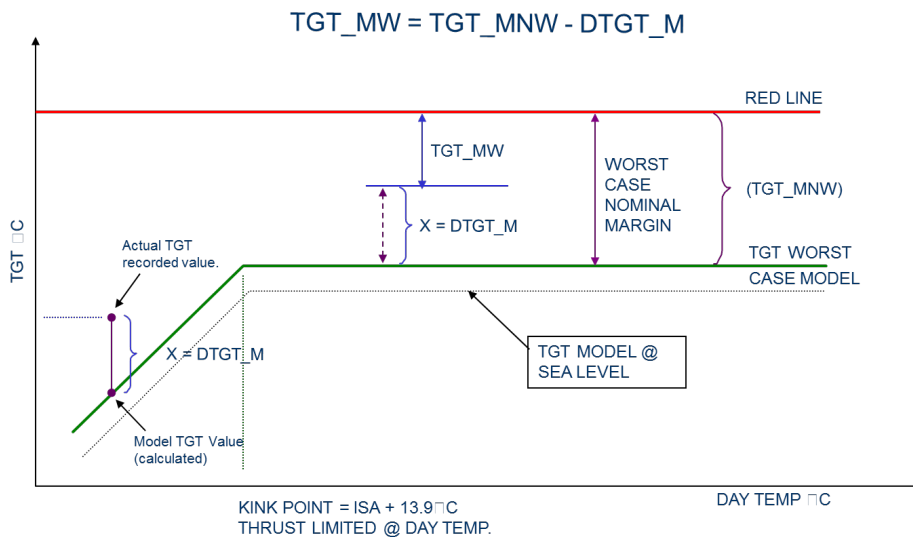 TGT_MW = TGT_MNW - DTGT_M
RED LINE
TGT_MW
WORST
CASE
NOMINAL
MARGIN
(TGT_MNW)
X = DTGT_M
TGT WORST
CASE MODEL
Actual TGT
recorded value.
TGT □C
X = DTGT_M
TGT MODEL @
SEA LEVEL
Model TGT Value
(calculated)
KINK POINT = ISA + 13.9□C
THRUST LIMITED @ DAY TEMP.
DAY TEMP □C